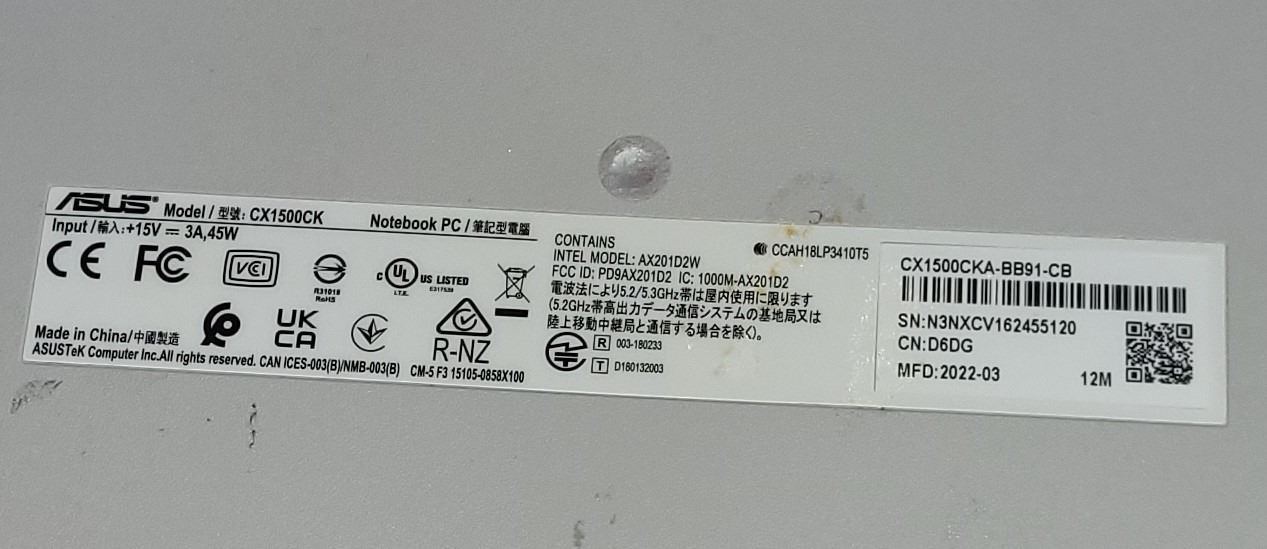 ASUS Model / 型號: CX1500CK Notebook PC / 筆記型電腦
Input / 輸入: +15V ⎓ 3A, 45W
CE FC VCI R31018 RoHS c UL US LISTED I.T.E. E317539
UK CA R-NZ
Made in China/中國製造
ASUSTeK Computer Inc.All rights reserved. CAN ICES-003(B)/NMB-003(B) CM-5 F3 15105-0858X100
CONTAINS
INTEL MODEL: AX201D2W CCAH18LP3410T5
FCC ID: PD9AX201D2 IC: 1000M-AX201D2
電波法により5.2/5.3GHz帯は屋内使用に限ります
(5.2GHz帯高出力データ通信システムの基地局又は
陸上移動中継局と通信する場合を除く)。
R 003-180233
T D180132003
CX1500CKA-BB91-CB
SN:N3NXCV162455120
CN:D6DG
MFD:2022-03 12M